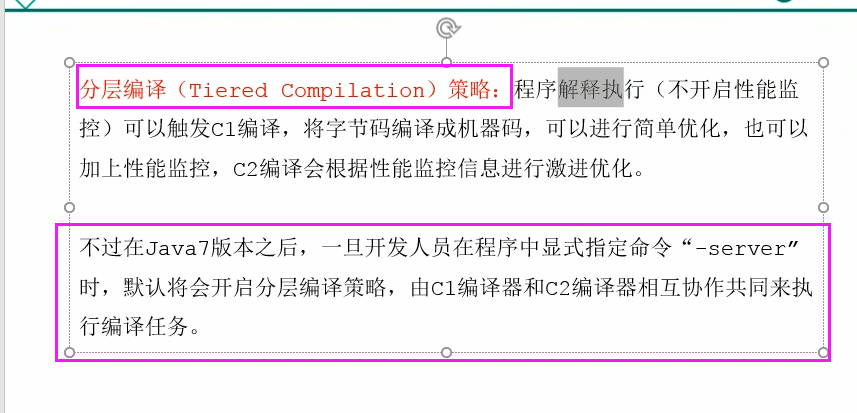 分层编译（Tiered Compilation）策略：程序解释执行（不开启性能监
控）可以触发C1编译，将字节码编译成机器码，可以进行简单优化，也可以
加上性能监控，C2编译会根据性能监控信息进行激进优化。
不过在Java7版本之后，一旦开发人员在程序中显式指定命令“-server”
时，默认将会开启分层编译策略，由C1编译器和C2编译器相互协作共同来执
行编译任务。